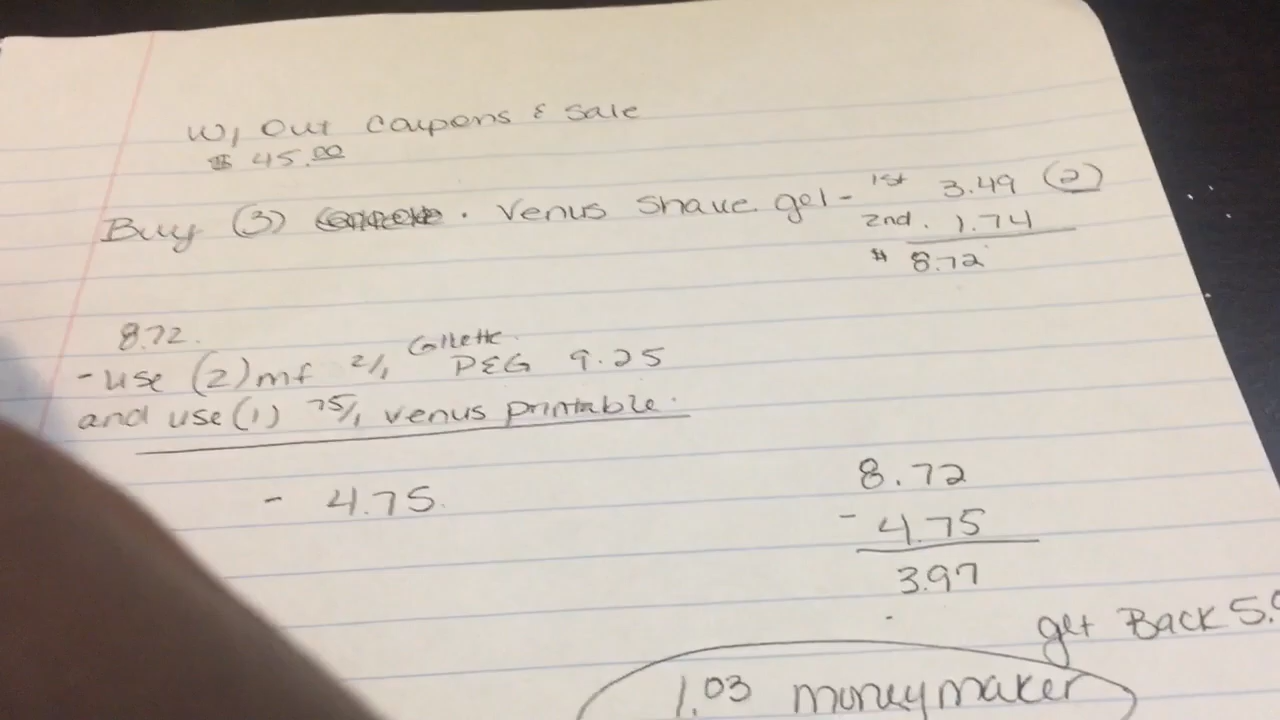 W/ Out Coupons & Sale
$ 45.00
Buy (3) . Venus Shave gel - 1st 3.49 (2)
2nd . 1.74
$ 8.72
8.72.
- use (2) mf 2/1 Gillette P&G 9.25
and use (1) 75/1 venus printable.
- 4.75.
8.72
- 4.75
3.97
get Back
1.03 moneymaker